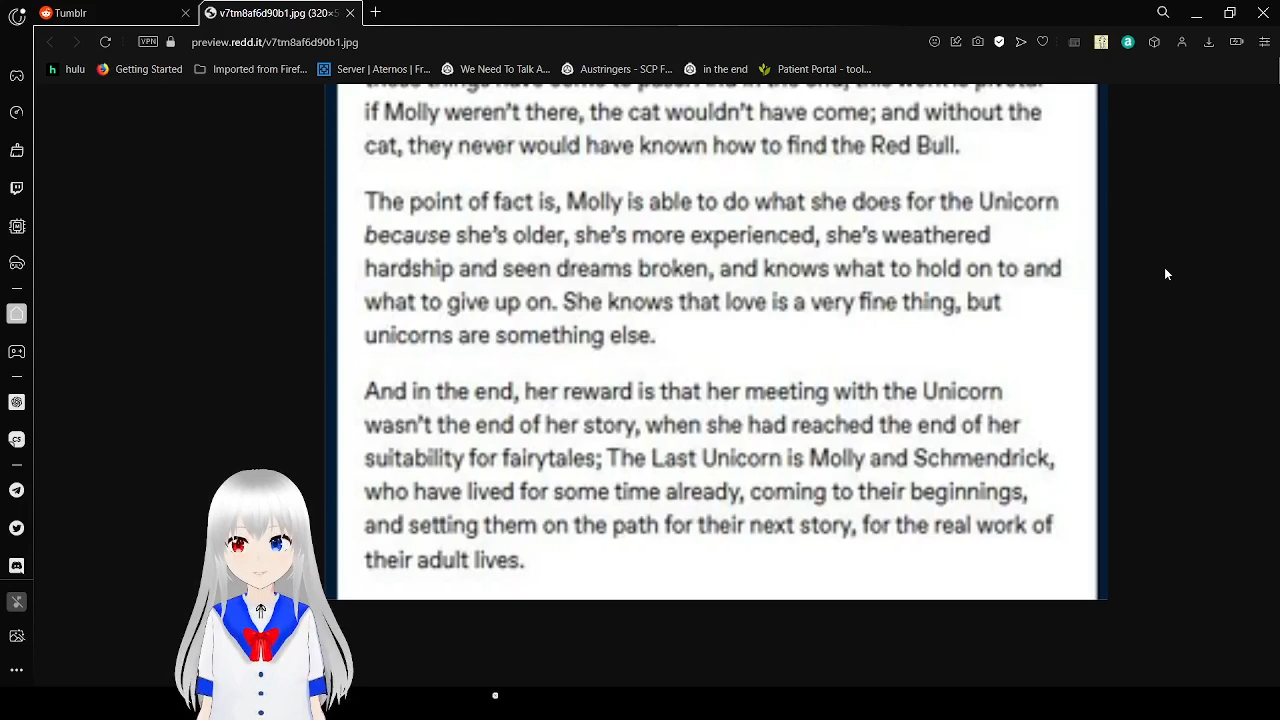 Tumblr
v7tm8af6d90b1.jpg (320×5
VPN
preview.redd.it/v7tm8af6d90b1.jpg
hulu
Getting Started
Imported from Firef...
Server | Aternos | Fr...
We Need To Talk A...
Austringers - SCP F...
in the end
Patient Portal - tool...
if Molly weren't there, the cat wouldn't have come; and without the
cat, they never would have known how to find the Red Bull.
The point of fact is, Molly is able to do what she does for the Unicorn
because she's older, she's more experienced, she's weathered
hardship and seen dreams broken, and knows what to hold on to and
what to give up on. She knows that love is a very fine thing, but
unicorns are something else.
And in the end, her reward is that her meeting with the Unicorn
wasn't the end of her story, when she had reached the end of her
suitability for fairytales; The Last Unicorn is Molly and Schmendrick,
who have lived for some time already, coming to their beginnings,
and setting them on the path for their next story, for the real work of
their adult lives.